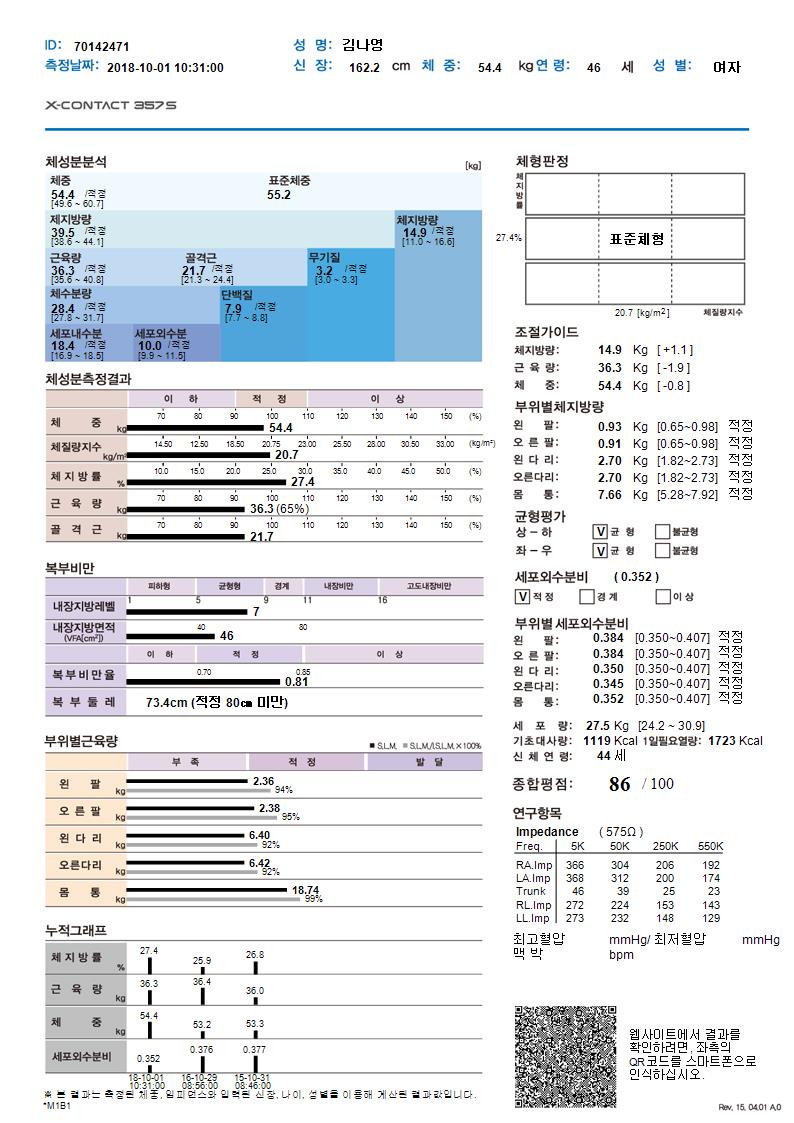 ID: 70142471 성 명: 김나영
측정날짜: 2018-10-01 10:31:00 신 장: 162.2 cm 체 중: 54.4 kg 연 령: 46 세 성 별: 여자
X-CONTACT 357S
체성분분석 [kg]
체중 표준체중
54.4 /적정 55.2
[49.6 ~ 60.7]
제지방량 체지방량
39.5 /적정 14.9 /적정
[38.6 ~ 44.1] [11.0 ~ 16.6]
근육량 골격근 무기질
36.3 /적정 21.7 /적정 3.2 /적정
[35.6 ~ 40.8] [21.3 ~ 24.4] [3.0 ~ 3.3]
체수분량 단백질
28.4 /적정 7.9 /적정
[27.8 ~ 31.7] [7.7 ~ 8.8]
세포내수분 세포외수분
18.4 /적정 10.0 /적정
[16.9 ~ 18.5] [9.9 ~ 11.5]
체성분측정결과
이 하 적 정 이 상
70 80 90 100 110 120 130 140 150 (%)
체 중 kg 54.4
14.50 12.50 18.50 20.75 23.00 25.50 28.00 30.50 33.00 (kg/m²)
체질량지수 kg/m² 20.7
10.0 15.0 20.0 25.0 30.0 35.0 40.0 45.0 50.0 (%)
체 지 방 률 % 27.4
70 80 90 100 110 120 130 140 150 (%)
근 육 량 kg 36.3 (65%)
70 80 90 100 110 120 130 140 150 (%)
골 격 근 kg 21.7
복부비만
피하형 균형형 경계 내장비만 고도내장비만
1 5 9 11 16
내장지방레벨 7
40 80
내장지방면적 (VFA[cm²]) 46
이 하 적 정 이 상
0.70 0.85
복부비만율 0.81
복 부 둘 레 73.4cm (적정 80㎝ 미만)
부위별근육량 ■ S.L.M. ■ S.L.M./I.S.L.M.×100%
부 족 적 정 발 달
왼 팔 kg 2.36
94%
오 른 팔 kg 2.38
95%
왼 다 리 kg 6.40
92%
오른다리 kg 6.42
92%
몸 통 kg 18.74
99%
누적그래프
체 지 방 률 % 27.4 25.9 26.8
근 육 량 kg 36.3 36.4 36.0
체 중 kg 54.4 53.2 53.3
세포외수분비 0.352 0.376 0.377
18-10-01 16-10-29 15-10-31
10:31:00 08:56:00 08:46:00
※ 본 결과는 측정된 체중, 임피던스와 입력된 신장, 나이, 성별을 이용해 계산된 결과값입니다.
*M1B1
체형판정
체지방률
27.4% 표준체형
20.7 [kg/m²] 체질량지수
조절가이드
체지방량: 14.9 Kg [ +1.1 ]
근 육 량: 36.3 Kg [ -1.9 ]
체 중: 54.4 Kg [ -0.8 ]
부위별체지방량
왼 팔: 0.93 Kg [0.65~0.98] 적정
오 른 팔: 0.91 Kg [0.65~0.98] 적정
왼 다 리: 2.70 Kg [1.82~2.73] 적정
오른다리: 2.70 Kg [1.82~2.73] 적정
몸 통: 7.66 Kg [5.28~7.92] 적정
균형평가
상 – 하 V 균 형 불균형
좌 – 우 V 균 형 불균형
세포외수분비 ( 0.352 )
V 적 정 경 계 이 상
부위별 세포외수분비
왼 팔: 0.384 [0.350~0.407] 적정
오 른 팔: 0.384 [0.350~0.407] 적정
왼 다 리: 0.350 [0.350~0.407] 적정
오른다리: 0.345 [0.350~0.407] 적정
몸 통: 0.352 [0.350~0.407] 적정
세 포 량: 27.5 Kg [24.2 ~ 30.9]
기초대사량: 1119 Kcal 1일필요열량: 1723 Kcal
신 체 연 령: 44 세
종합평점: 86 / 100
연구항목
Impedance ( 575Ω )
Freq. 5K 50K 250K 550K
RA.Imp 366 304 206 192
LA.Imp 368 312 200 174
Trunk 46 39 25 23
RL.Imp 272 224 153 143
LL.Imp 273 232 148 129
최고혈압 mmHg/ 최저혈압 mmHg
맥 박 bpm
웹사이트에서 결과를
확인하려면, 좌측의
QR코드를 스마트폰으로
인식하십시오.
Rev. 15. 04.01 A.0